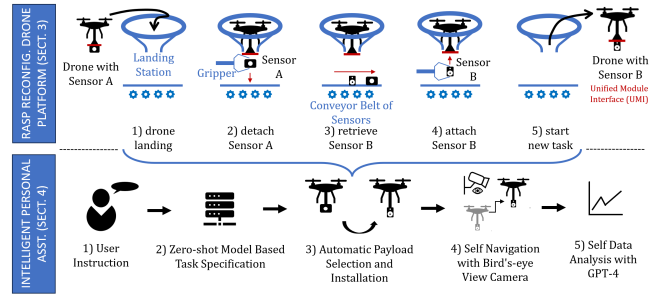 RASP RECONFIG. DRONE
PLATFORM (SECT. 3)
Drone with
Sensor A
Landing
Station
Gripper
Sensor
A
Conveyor Belt of
Sensors
Sensor
B
Drone with
Sensor B
Unified Module
Interface (UMI)
1) drone
landing
2) detach
Sensor A
3) retrieve
Sensor B
4) attach
Sensor B
5) start
new task
INTELLIGENT PERSONAL
ASST. (SECT. 4)
1) User
Instruction
2) Zero-shot Model Based
Task Specification
3) Automatic Payload
Selection and
Installation
4) Self Navigation
with Bird's-eye
View Camera
5) Self Data
Analysis with
GPT-4